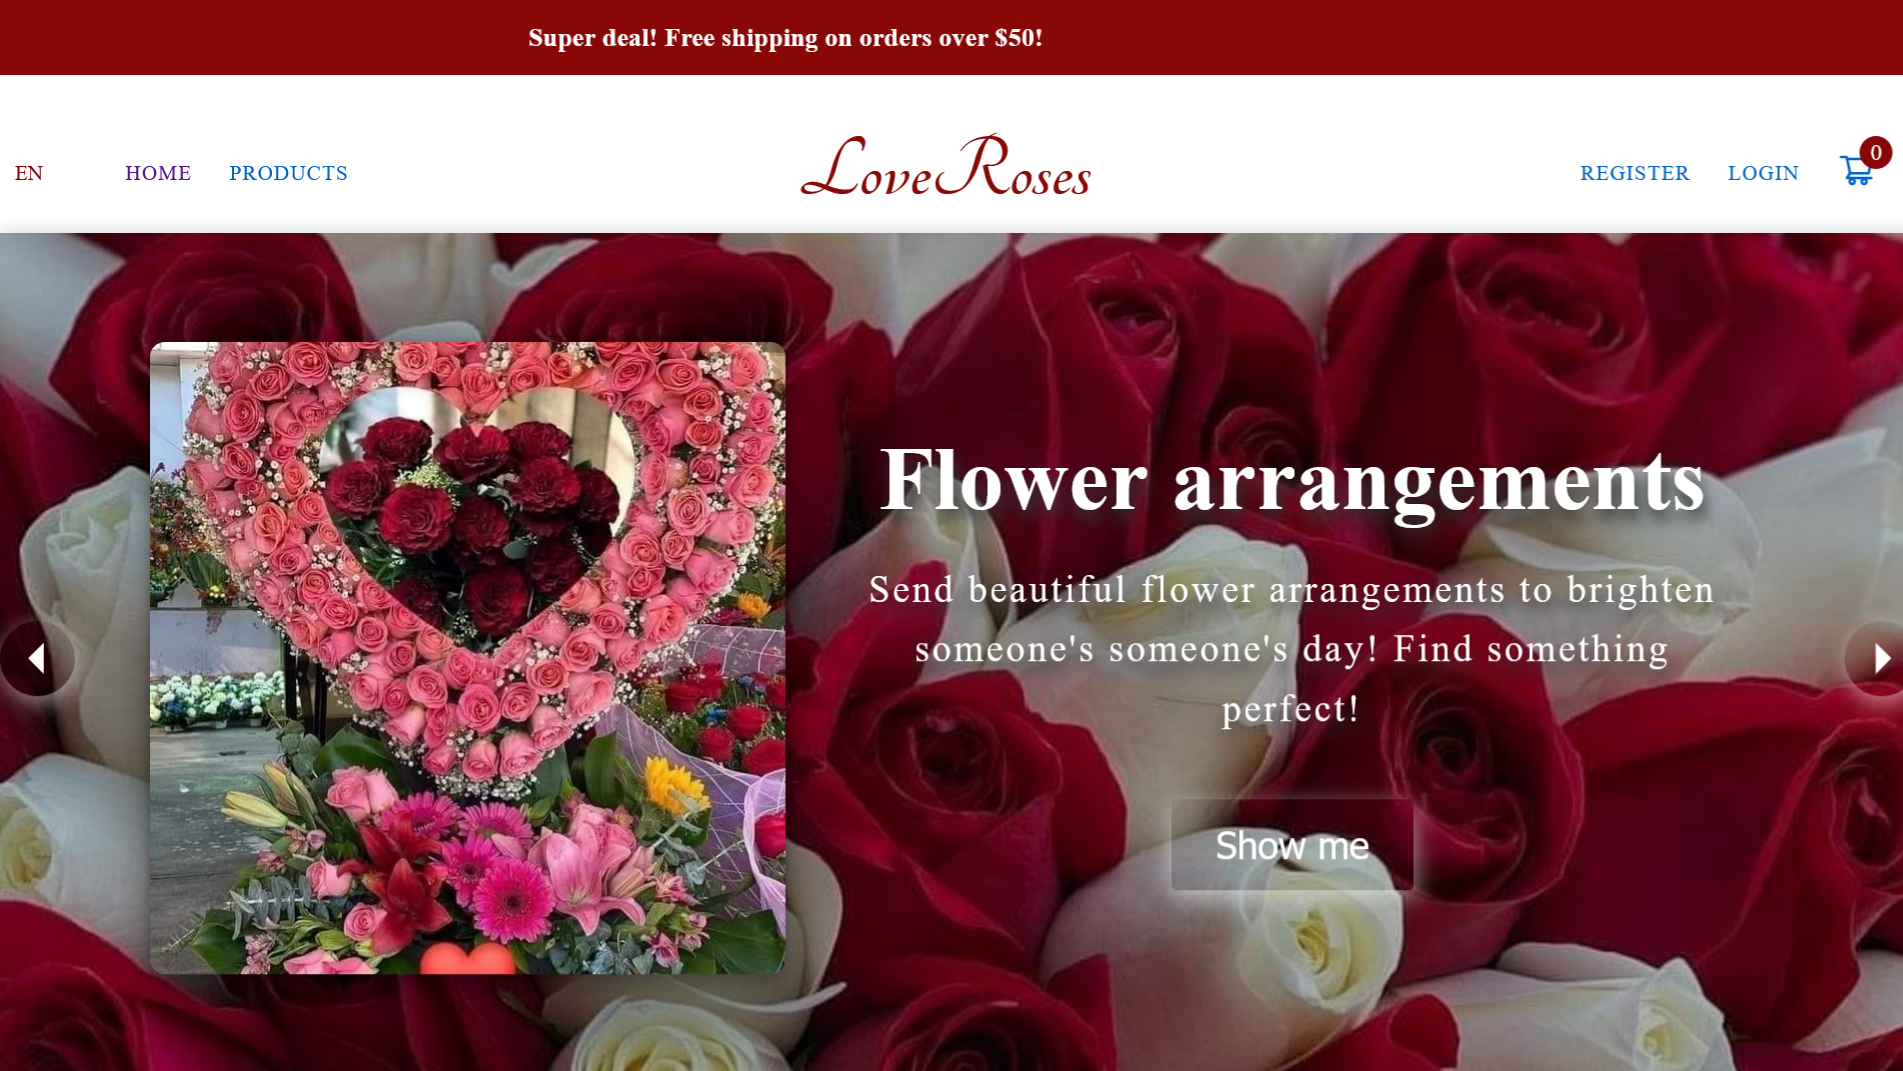 Super deal! Free shipping on orders over $50!
EN HOME PRODUCTS LoveRoses REGISTER LOGIN 0
Flower arrangements
Send beautiful flower arrangements to brighten
someone's someone's day! Find something
perfect!
Show me